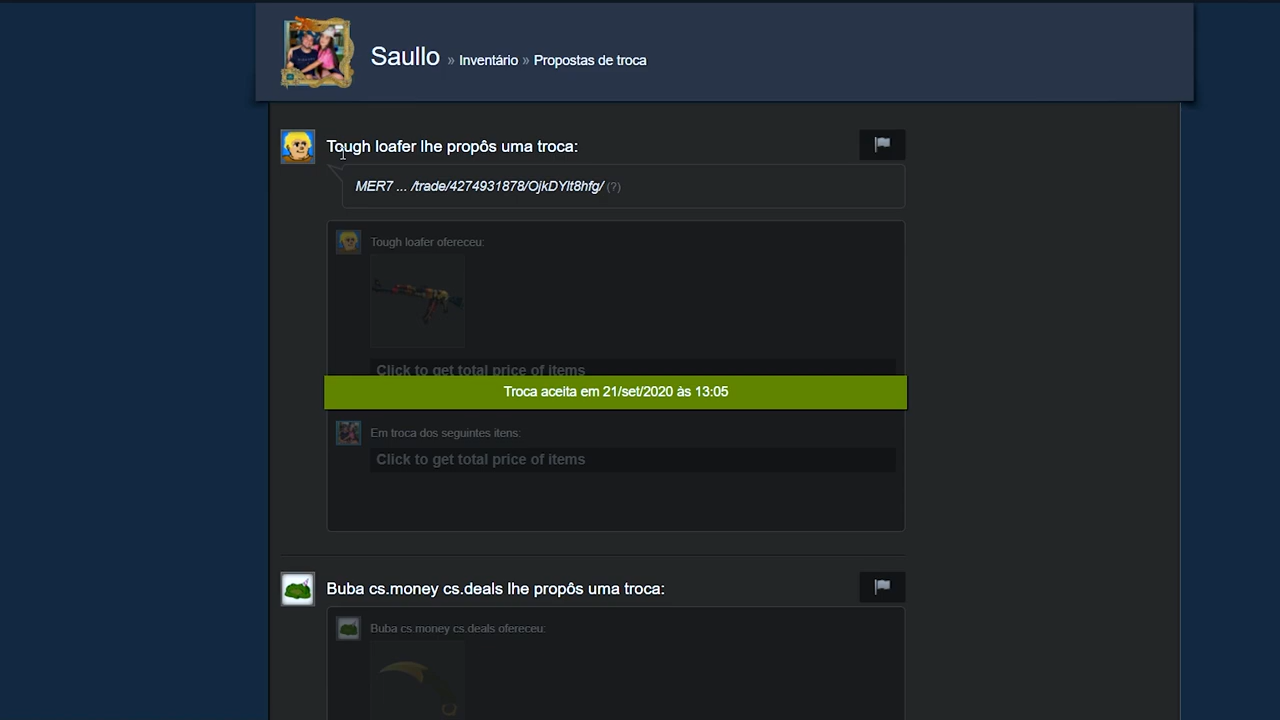 Saullo » Inventário » Propostas de troca
Tough loafer lhe propôs uma troca:
MER7 ... /trade/4274931878/OjkDYlt8hfg/ (?)
Tough loafer ofereceu:
Click to get total price of items
Troca aceita em 21/set/2020 às 13:05
Em troca dos seguintes itens:
Click to get total price of items
Buba cs.money cs.deals lhe propôs uma troca:
Buba cs.money cs.deals ofereceu: